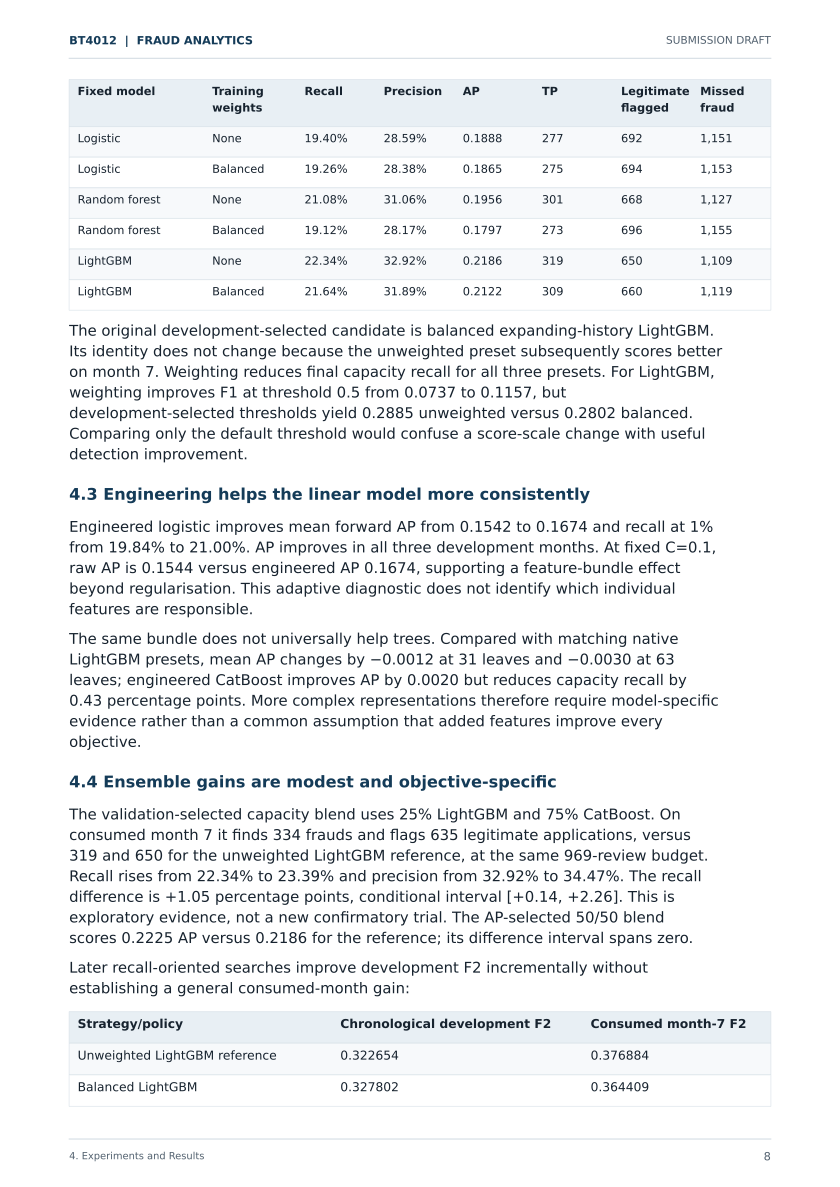 BT4012 | FRAUD ANALYTICS SUBMISSION DRAFT
Fixed model Training weights Recall Precision AP TP Legitimate flagged Missed fraud
Logistic None 19.40% 28.59% 0.1888 277 692 1,151
Logistic Balanced 19.26% 28.38% 0.1865 275 694 1,153
Random forest None 21.08% 31.06% 0.1956 301 668 1,127
Random forest Balanced 19.12% 28.17% 0.1797 273 696 1,155
LightGBM None 22.34% 32.92% 0.2186 319 650 1,109
LightGBM Balanced 21.64% 31.89% 0.2122 309 660 1,119
The original development-selected candidate is balanced expanding-history LightGBM.
Its identity does not change because the unweighted preset subsequently scores better
on month 7. Weighting reduces final capacity recall for all three presets. For LightGBM,
weighting improves F1 at threshold 0.5 from 0.0737 to 0.1157, but
development-selected thresholds yield 0.2885 unweighted versus 0.2802 balanced.
Comparing only the default threshold would confuse a score-scale change with useful
detection improvement.
4.3 Engineering helps the linear model more consistently
Engineered logistic improves mean forward AP from 0.1542 to 0.1674 and recall at 1%
from 19.84% to 21.00%. AP improves in all three development months. At fixed C=0.1,
raw AP is 0.1544 versus engineered AP 0.1674, supporting a feature-bundle effect
beyond regularisation. This adaptive diagnostic does not identify which individual
features are responsible.
The same bundle does not universally help trees. Compared with matching native
LightGBM presets, mean AP changes by −0.0012 at 31 leaves and −0.0030 at 63
leaves; engineered CatBoost improves AP by 0.0020 but reduces capacity recall by
0.43 percentage points. More complex representations therefore require model-specific
evidence rather than a common assumption that added features improve every
objective.
4.4 Ensemble gains are modest and objective-specific
The validation-selected capacity blend uses 25% LightGBM and 75% CatBoost. On
consumed month 7 it finds 334 frauds and flags 635 legitimate applications, versus
319 and 650 for the unweighted LightGBM reference, at the same 969-review budget.
Recall rises from 22.34% to 23.39% and precision from 32.92% to 34.47%. The recall
difference is +1.05 percentage points, conditional interval [+0.14, +2.26]. This is
exploratory evidence, not a new confirmatory trial. The AP-selected 50/50 blend
scores 0.2225 AP versus 0.2186 for the reference; its difference interval spans zero.
Later recall-oriented searches improve development F2 incrementally without
establishing a general consumed-month gain:
Strategy/policy Chronological development F2 Consumed month-7 F2
Unweighted LightGBM reference 0.322654 0.376884
Balanced LightGBM 0.327802 0.364409
4. Experiments and Results 8